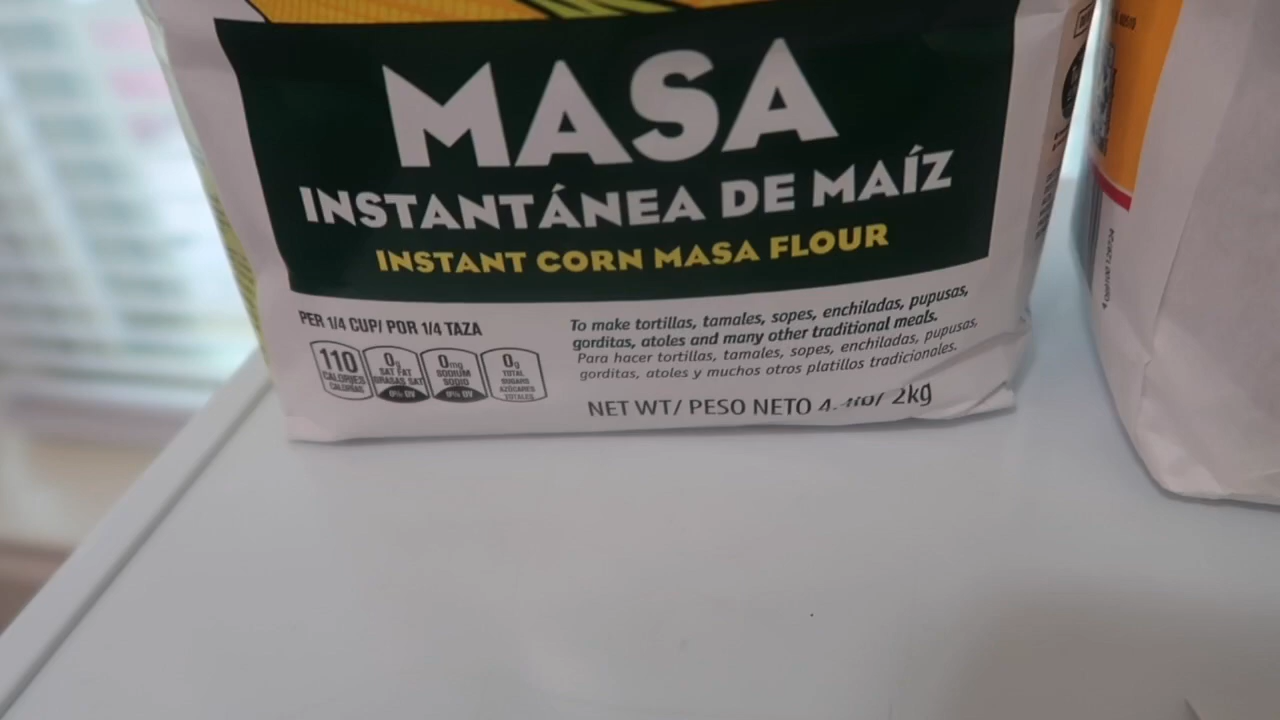 MASA
INSTANTÁNEA DE MAÍZ
INSTANT CORN MASA FLOUR
PER 1/4 CUP/ POR 1/4 TAZA
110
CALORIES
CALORÍAS
0g
SAT FAT
GRASAS SAT
0% DV
0mg
SODIUM
SODIO
0% DV
0g
TOTAL
SUGARS
AZÚCARES
TOTALES
To make tortillas, tamales, sopes, enchiladas, pupusas,
gorditas, atoles and many other traditional meals.
Para hacer tortillas, tamales, sopes, enchiladas, pupusas,
gorditas, atoles y muchos otros platillos tradicionales.
NET WT/ PESO NETO 2kg